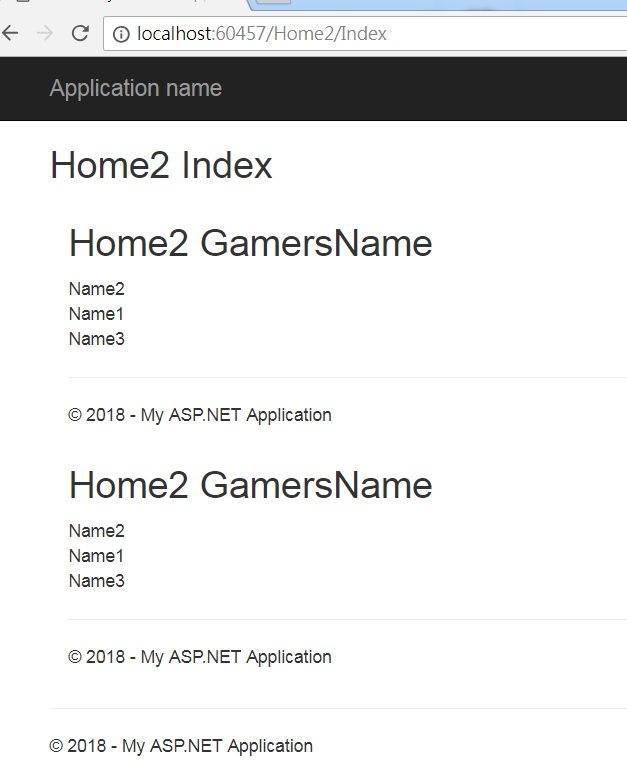 localhost:60457/Home2/Index
Application name
Home2 Index
Home2 GamersName
Name2
Name1
Name3
© 2018 - My ASP.NET Application
Home2 GamersName
Name2
Name1
Name3
© 2018 - My ASP.NET Application
© 2018 - My ASP.NET Application